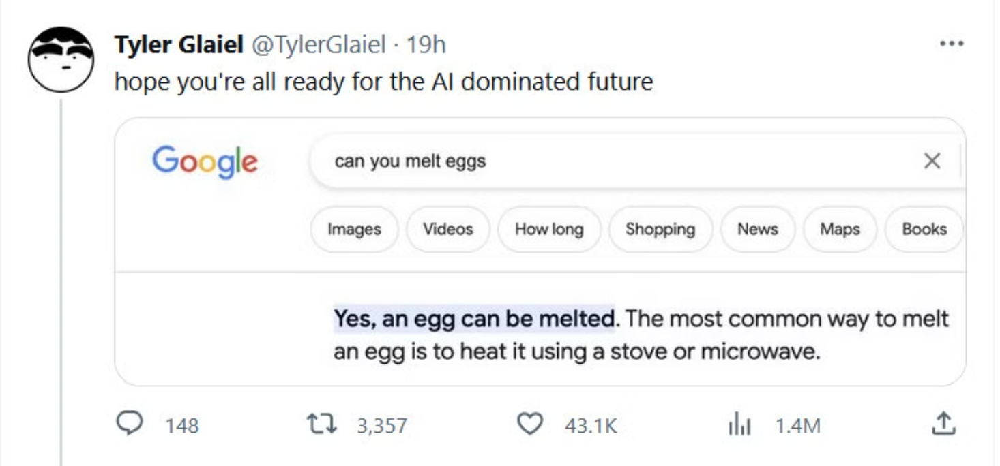 Tyler Glaiel @TylerGlaiel · 19h
hope you're all ready for the AI dominated future
Google
can you melt eggs
Images Videos How long Shopping News Maps Books
Yes, an egg can be melted. The most common way to melt
an egg is to heat it using a stove or microwave.
148 3,357 43.1K 1.4M